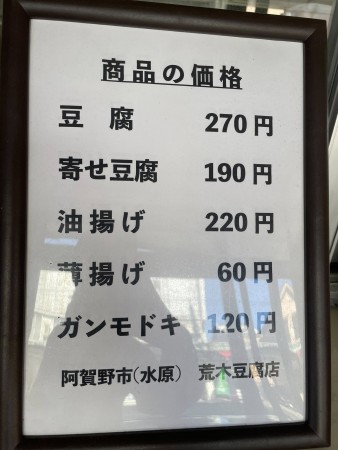 商品の価格
豆腐 270円
寄せ豆腐 190円
油揚げ 220円
薄揚げ 60円
ガンモドキ 120円
阿賀野市(水原) 荒木豆腐店